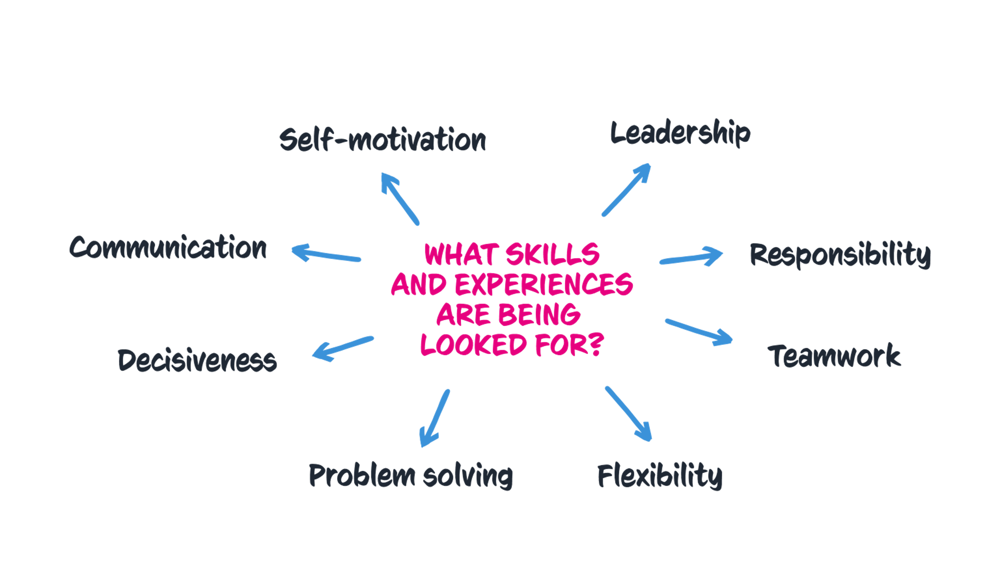 Self-motivation
Leadership
Communication
Responsibility
WHAT SKILLS
AND EXPERIENCES
ARE BEING
LOOKED FOR?
Decisiveness
Teamwork
Problem solving
Flexibility